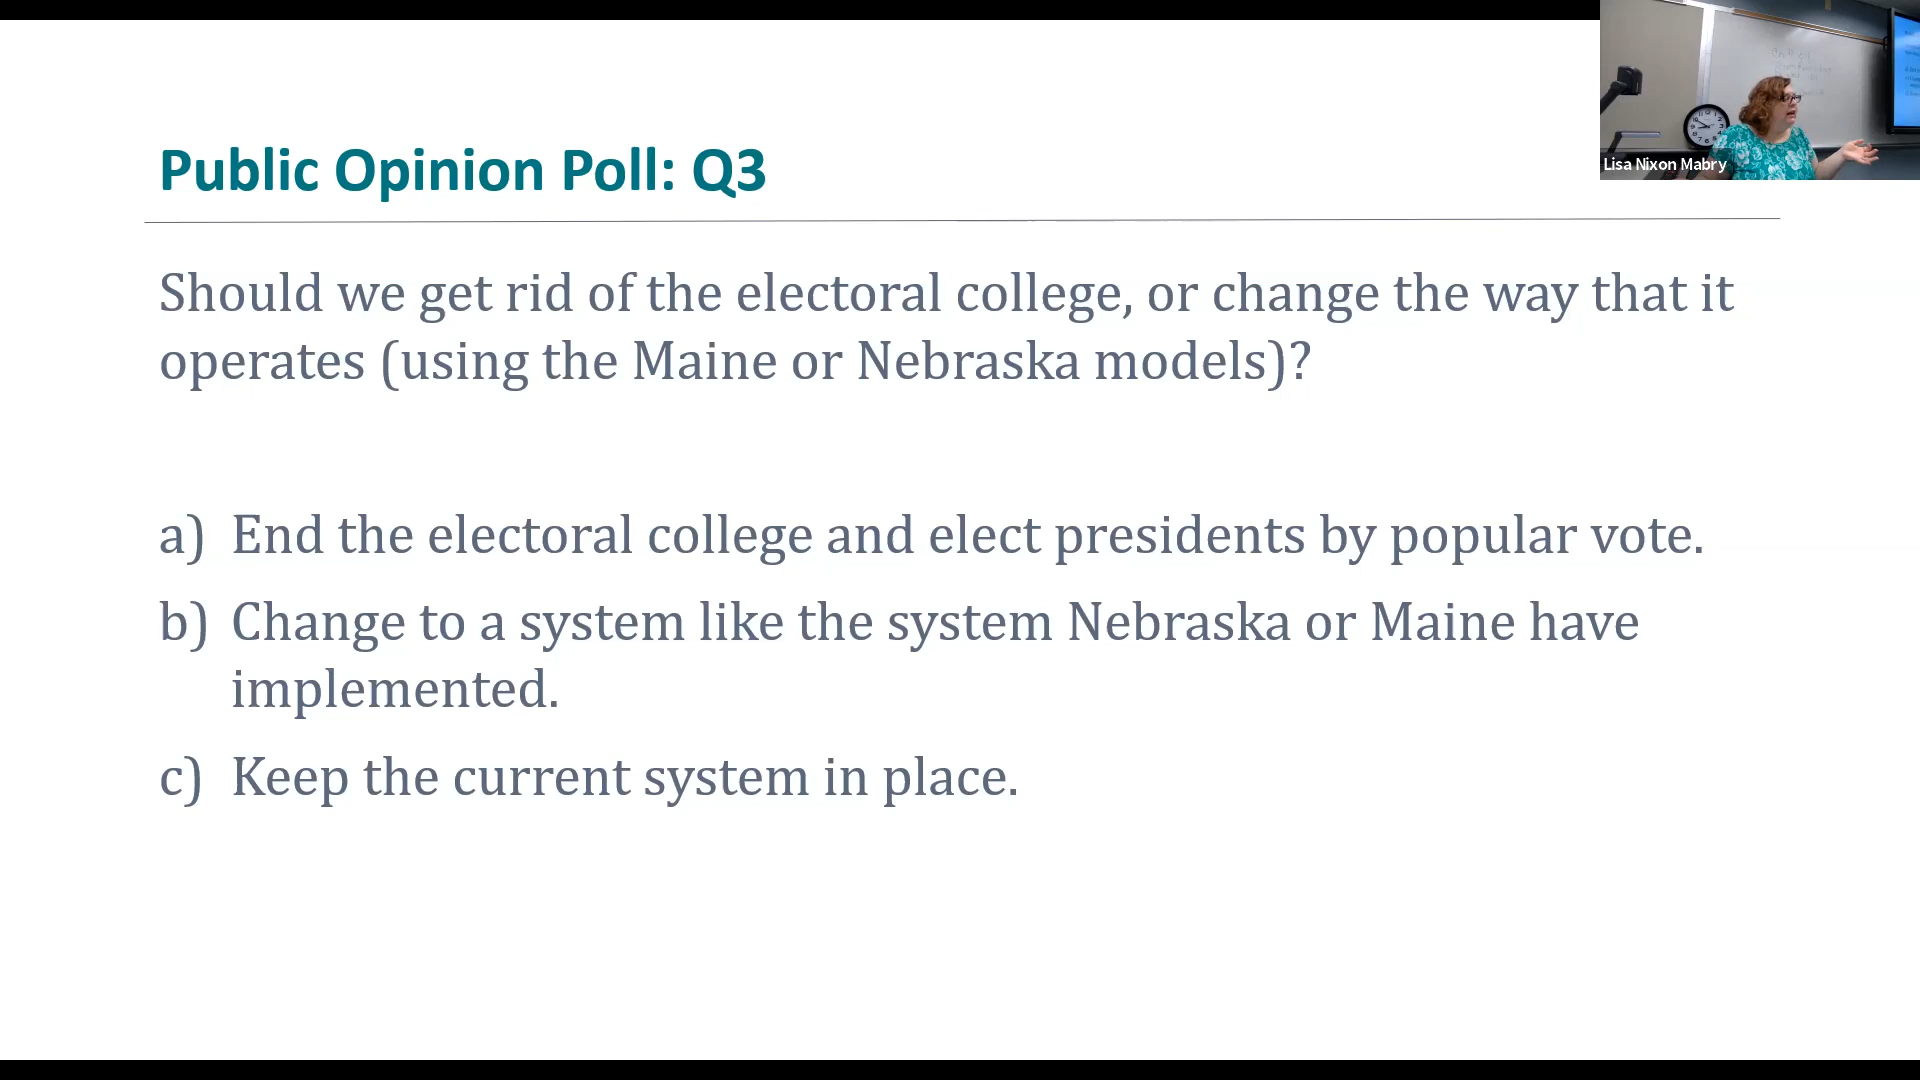 Public Opinion Poll: Q3
Lisa Nixon Mabry
Should we get rid of the electoral college, or change the way that it
operates (using the Maine or Nebraska models)?
a) End the electoral college and elect presidents by popular vote.
b) Change to a system like the system Nebraska or Maine have
implemented.
c) Keep the current system in place.